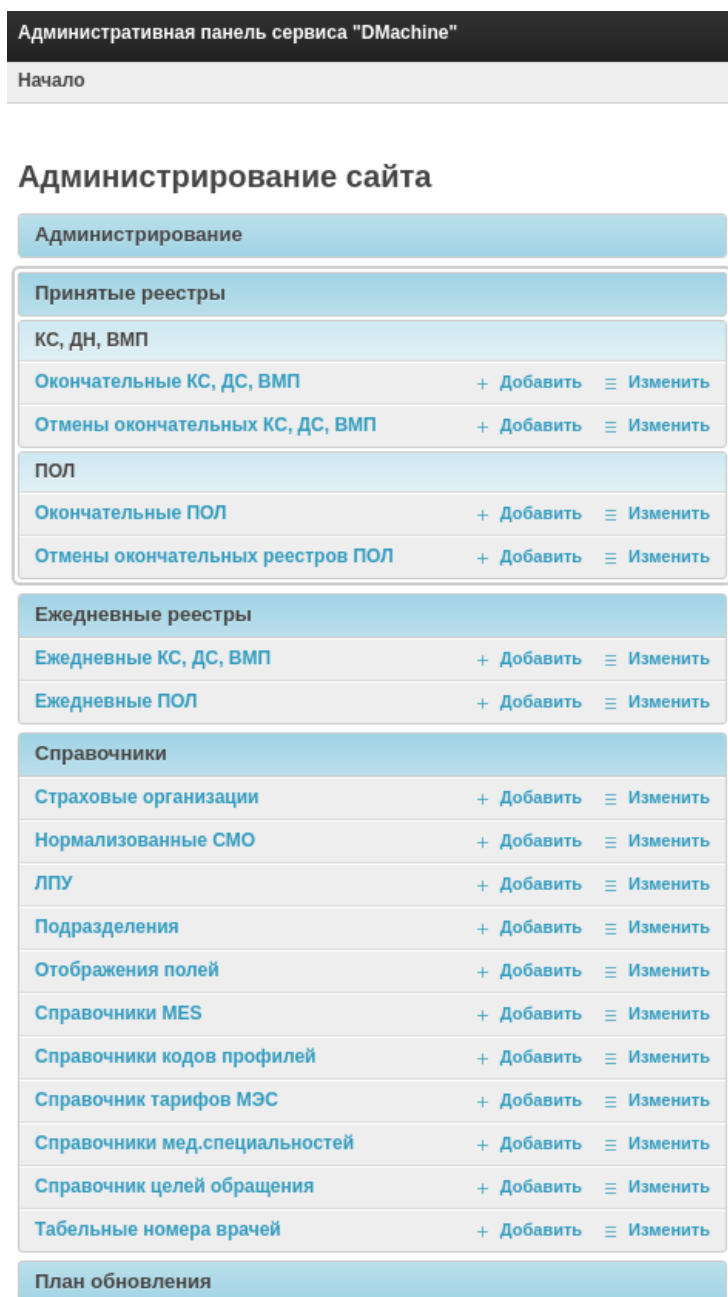 Административная панель сервиса "DMachine"
Начало
Администрирование сайта
Администрирование
Принятые реестры
КС, ДН, ВМП
Окончательные КС, ДС, ВМП + Добавить ☰ Изменить
Отмены окончательных КС, ДС, ВМП + Добавить ☰ Изменить
ПОЛ
Окончательные ПОЛ + Добавить ☰ Изменить
Отмены окончательных реестров ПОЛ + Добавить ☰ Изменить
Ежедневные реестры
Ежедневные КС, ДС, ВМП + Добавить ☰ Изменить
Ежедневные ПОЛ + Добавить ☰ Изменить
Справочники
Страховые организации + Добавить ☰ Изменить
Нормализованные СМО + Добавить ☰ Изменить
ЛПУ + Добавить ☰ Изменить
Подразделения + Добавить ☰ Изменить
Отображения полей + Добавить ☰ Изменить
Справочники MES + Добавить ☰ Изменить
Справочники кодов профилей + Добавить ☰ Изменить
Справочник тарифов МЭС + Добавить ☰ Изменить
Справочники мед.специальностей + Добавить ☰ Изменить
Справочник целей обращения + Добавить ☰ Изменить
Табельные номера врачей + Добавить ☰ Изменить
План обновления